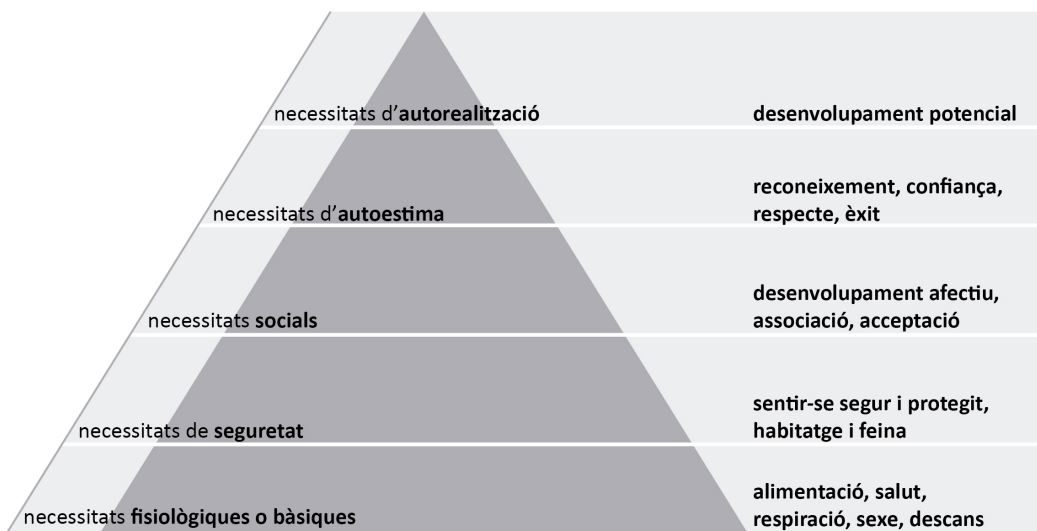 necessitats d’autorealització
desenvolupament potencial
necessitats d’autoestima
reconeixement, confiança,
respecte, èxit
necessitats socials
desenvolupament afectiu,
associació, acceptació
necessitats de seguretat
sentir-se segur i protegit,
habitatge i feina
necessitats fisiològiques o bàsiques
alimentació, salut,
respiració, sexe, descans